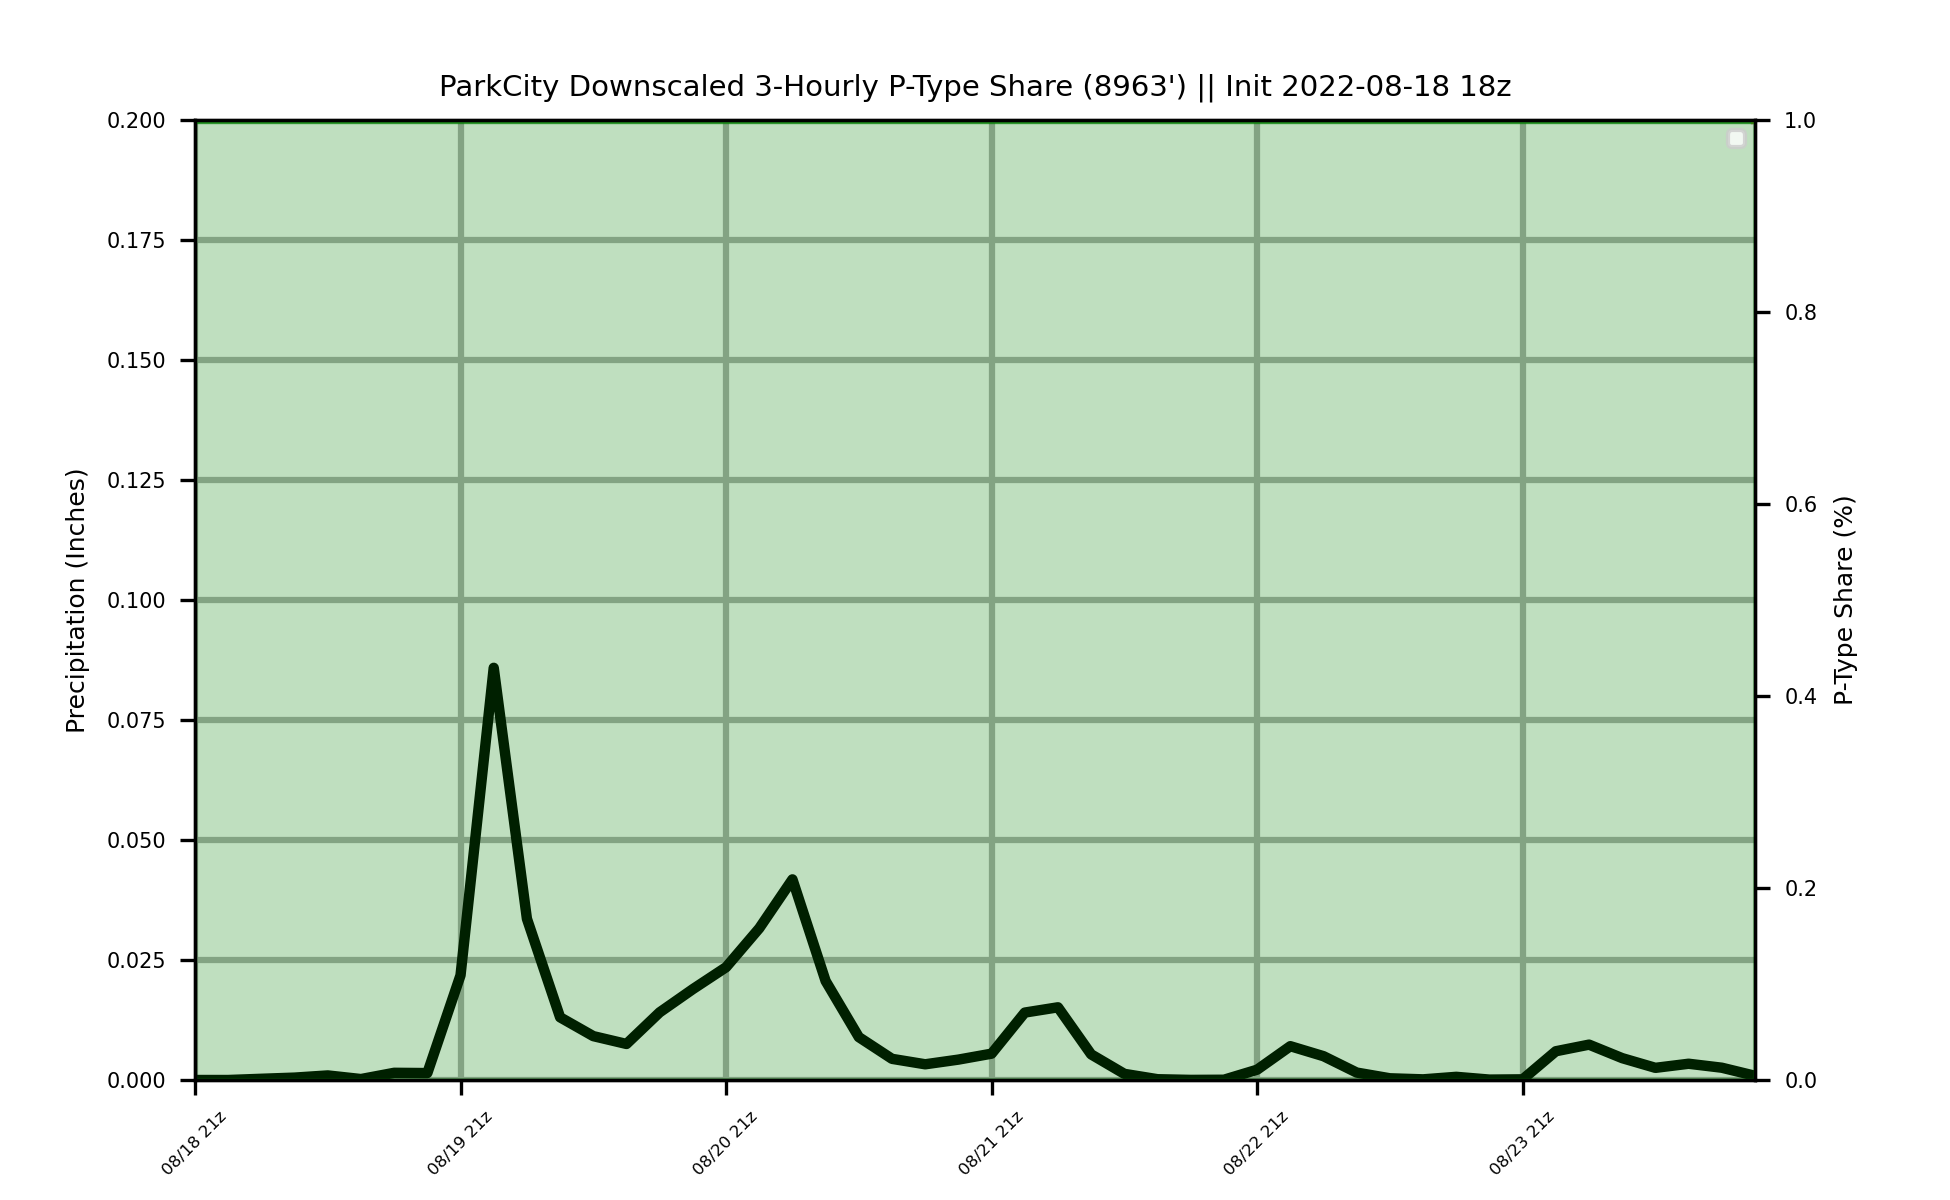 ParkCity Downscaled 3-Hourly P-Type Share (8963') || Init 2022-08-18 18z
0.200
0.175
0.150
0.125
0.100
0.075
0.050
0.025
0.000
Precipitation (Inches)
1.0
0.8
0.6
0.4
0.2
0.0
P-Type Share (%)
08/18 21z
08/19 21z
08/20 21z
08/21 21z
08/22 21z
08/23 21z